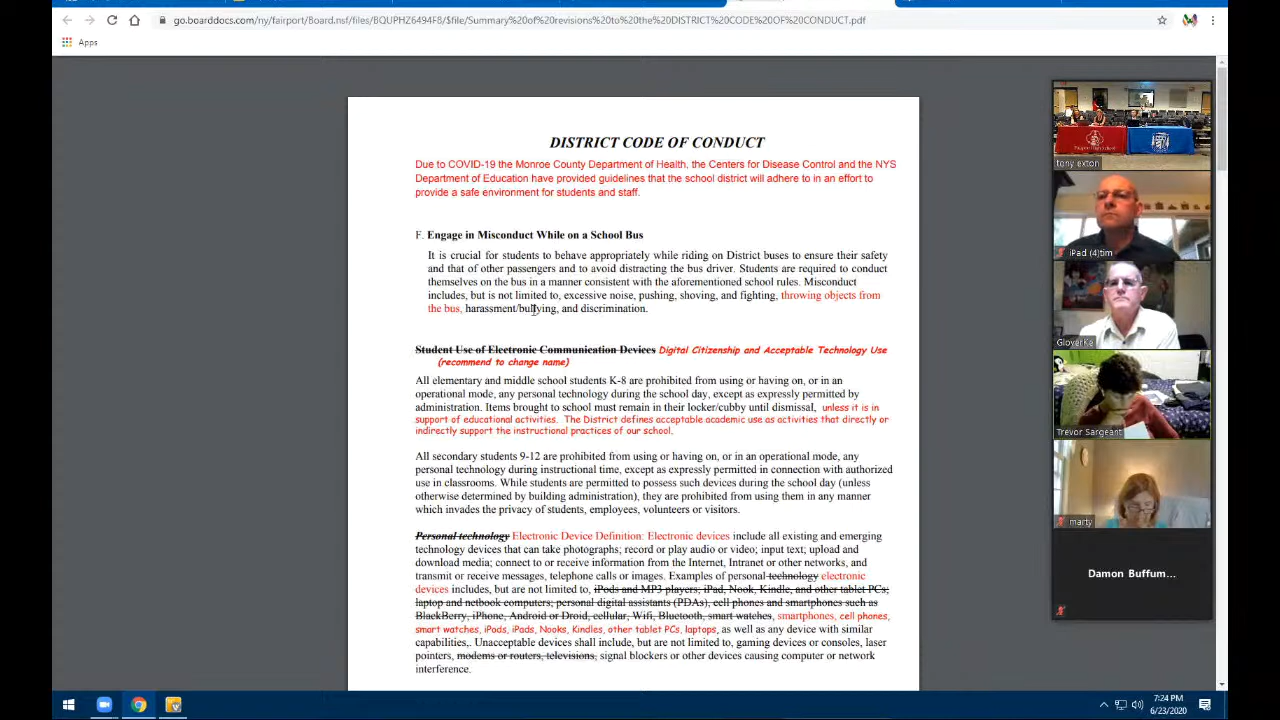 go.boarddocs.com/ny/fairport/Board.nsf/files/BQUPHZ6494F8/$file/Summary%20of%20revisions%20to%20the%20DISTRICT%20CODE%20OF%20CONDUCT.pdf
Apps
DISTRICT CODE OF CONDUCT
Due to COVID-19 the Monroe County Department of Health, the Centers for Disease Control and the NYS
Department of Education have provided guidelines that the school district will adhere to in an effort to
provide a safe environment for students and staff.
F. Engage in Misconduct While on a School Bus
It is crucial for students to behave appropriately while riding on District buses to ensure their safety
and that of other passengers and to avoid distracting the bus driver. Students are required to conduct
themselves on the bus in a manner consistent with the aforementioned school rules. Misconduct
includes, but is not limited to, excessive noise, pushing, shoving, and fighting, throwing objects from
the bus, harassment/bullying, and discrimination.
Student Use of Electronic Communication Devices Digital Citizenship and Acceptable Technology Use
(recommend to change name)
All elementary and middle school students K-8 are prohibited from using or having on, or in an
operational mode, any personal technology during the school day, except as expressly permitted by
administration. Items brought to school must remain in their locker/cubby until dismissal, unless it is in
support of educational activities. The District defines acceptable academic use as activities that directly or
indirectly support the instructional practices of our school.
All secondary students 9-12 are prohibited from using or having on, or in an operational mode, any
personal technology during instructional time, except as expressly permitted in connection with authorized
use in classrooms. While students are permitted to possess such devices during the school day (unless
otherwise determined by building administration), they are prohibited from using them in any manner
which invades the privacy of students, employees, volunteers or visitors.
Personal technology Electronic Device Definition: Electronic devices include all existing and emerging
technology devices that can take photographs; record or play audio or video; input text; upload and
download media; connect to or receive information from the Internet, Intranet or other networks, and
transmit or receive messages, telephone calls or images. Examples of personal technology electronic
devices includes, but are not limited to, iPods and MP3 players; iPad, Nook, Kindle, and other tablet PCs;
laptop and netbook computers; personal digital assistants (PDAs), cell phones and smartphones such as
BlackBerry, iPhone, Android or Droid, cellular, Wifi, Bluetooth, smart watches, smartphones, cell phones,
smart watches, iPods, iPads, Nooks, Kindles, other tablet PCs, laptops, as well as any device with similar
capabilities,. Unacceptable devices shall include, but are not limited to, gaming devices or consoles, laser
pointers, modems or routers, televisions, signal blockers or other devices causing computer or network
interference.
tony exton
iPad (4)tim
GloverKe
Trevor Sargeant
marty
Damon Buffum...
7:24 PM
6/23/2020